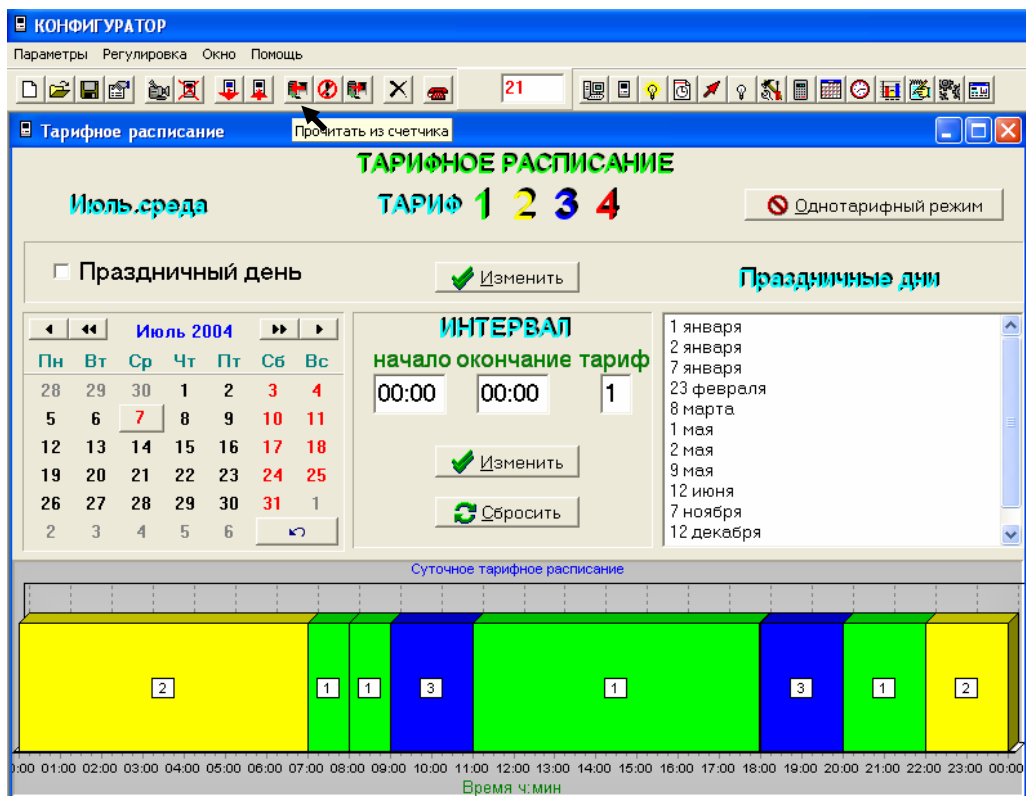 КОНФИГУРАТОР
Параметры Регулировка Окно Помощь
21
Тарифное расписание
Прочитать из счетчика
ТАРИФНОЕ РАСПИСАНИЕ
Июль.среда
ТАРИФ 1 2 3 4
Однотарифный режим
Праздничный день
Изменить
Праздничные дни
Июль 2004
Пн Вт Ср Чт Пт Сб Вс
28 29 30 1 2 3 4
5 6 7 8 9 10 11
12 13 14 15 16 17 18
19 20 21 22 23 24 25
26 27 28 29 30 31 1
2 3 4 5 6
ИНТЕРВАЛ
начало окончание тариф
00:00 00:00 1
Изменить
Сбросить
1 января
2 января
7 января
23 февраля
8 марта
1 мая
2 мая
9 мая
12 июня
7 ноября
12 декабря
Суточное тарифное расписание
2 1 1 3 1 3 1 2
:00 01:00 02:00 03:00 04:00 05:00 06:00 07:00 08:00 09:00 10:00 11:00 12:00 13:00 14:00 15:00 16:00 17:00 18:00 19:00 20:00 21:00 22:00 23:00 00:00
Время ч:мин